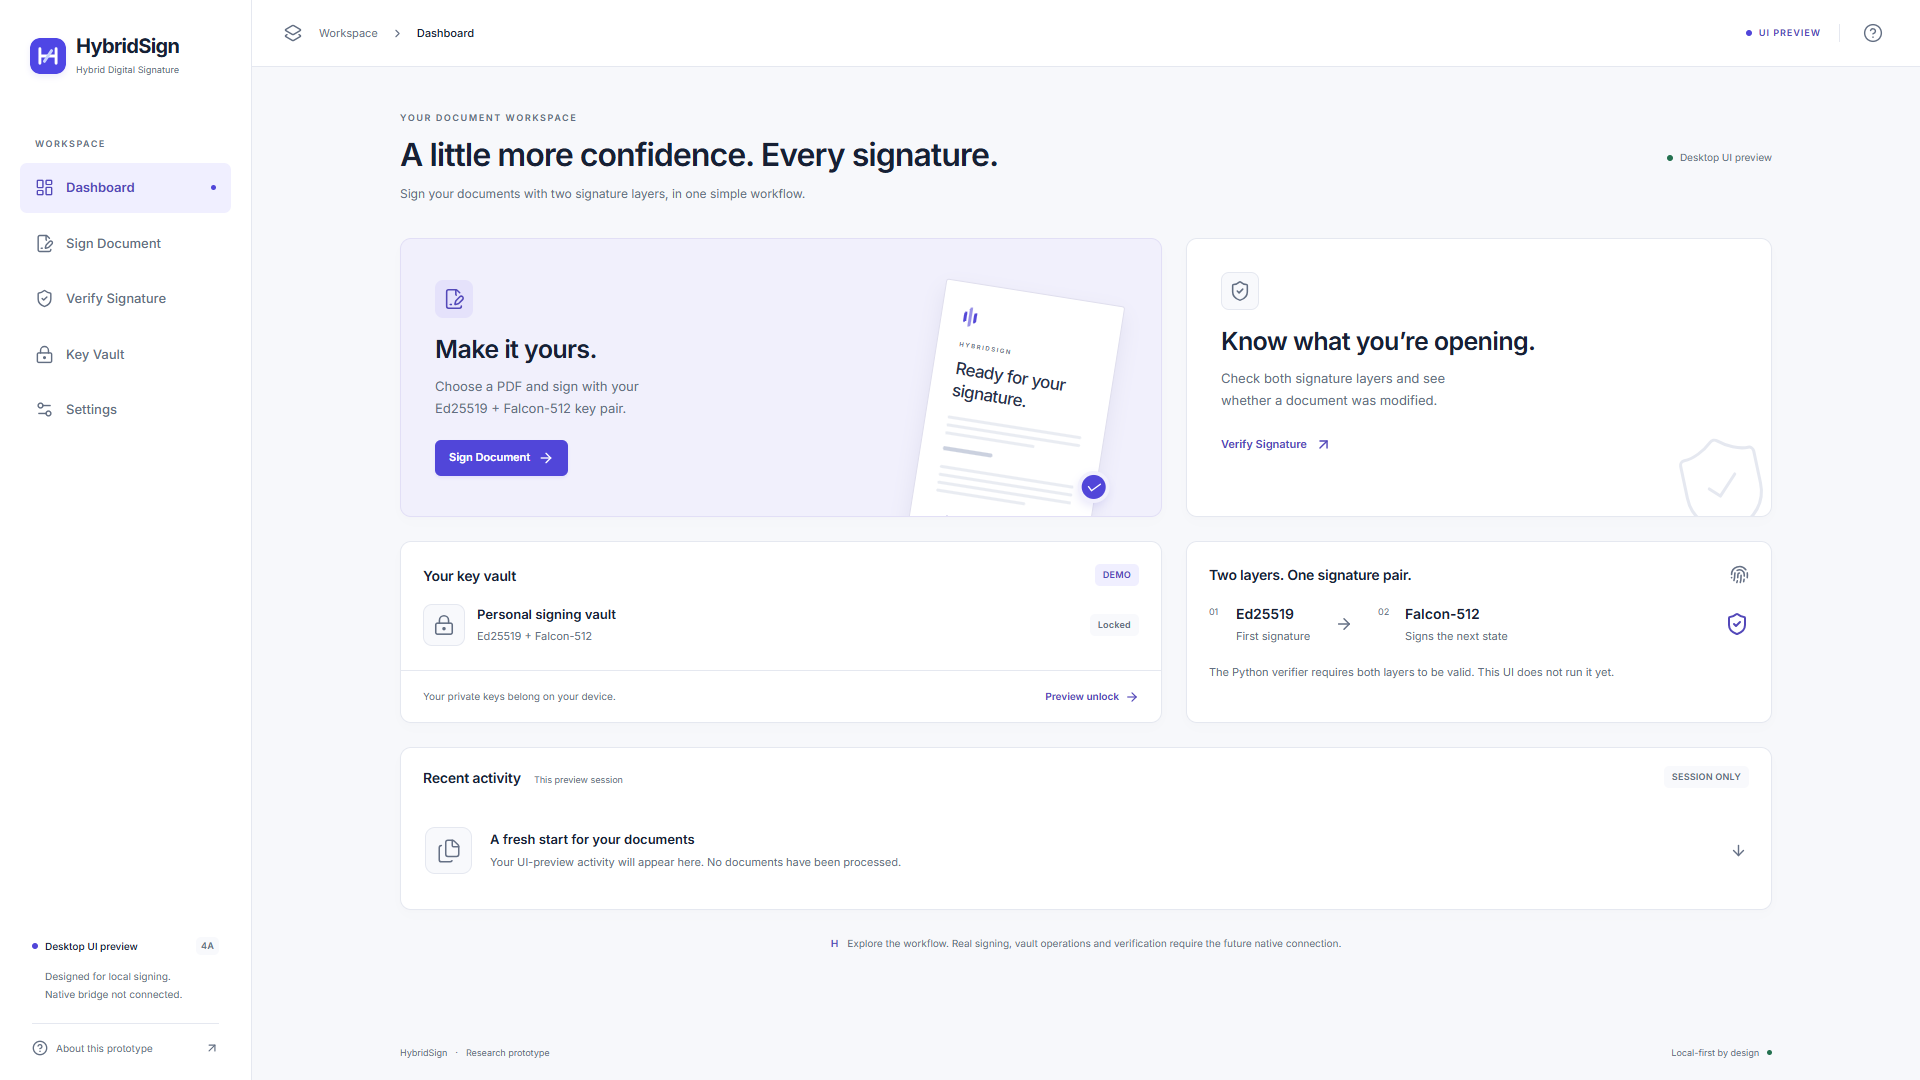 HybridSign
Hybrid Digital Signature
WORKSPACE
Dashboard
Sign Document
Verify Signature
Key Vault
Settings
Desktop UI preview
4A
Designed for local signing.
Native bridge not connected.
About this prototype
Workspace
Dashboard
UI PREVIEW
YOUR DOCUMENT WORKSPACE
A little more confidence. Every signature.
Sign your documents with two signature layers, in one simple workflow.
Desktop UI preview
Make it yours.
Choose a PDF and sign with your
Ed25519 + Falcon-512 key pair.
Sign Document
HYBRIDSIGN
Ready for your
signature.
Know what you’re opening.
Check both signature layers and see
whether a document was modified.
Verify Signature
Your key vault
DEMO
Personal signing vault
Ed25519 + Falcon-512
Locked
Your private keys belong on your device.
Preview unlock
Two layers. One signature pair.
01
Ed25519
First signature
02
Falcon-512
Signs the next state
The Python verifier requires both layers to be valid. This UI does not run it yet.
Recent activity
This preview session
SESSION ONLY
A fresh start for your documents
Your UI-preview activity will appear here. No documents have been processed.
H Explore the workflow. Real signing, vault operations and verification require the future native connection.
HybridSign · Research prototype
Local-first by design